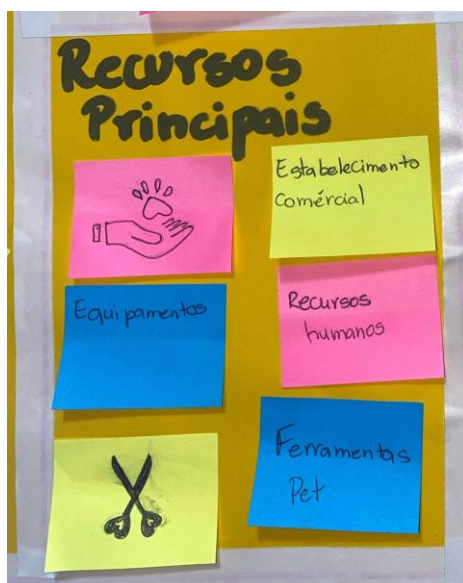 Recursos
Principais
Estabelecimento
comércial
Equipamentos
Recursos
humanos
Ferramentas
Pet